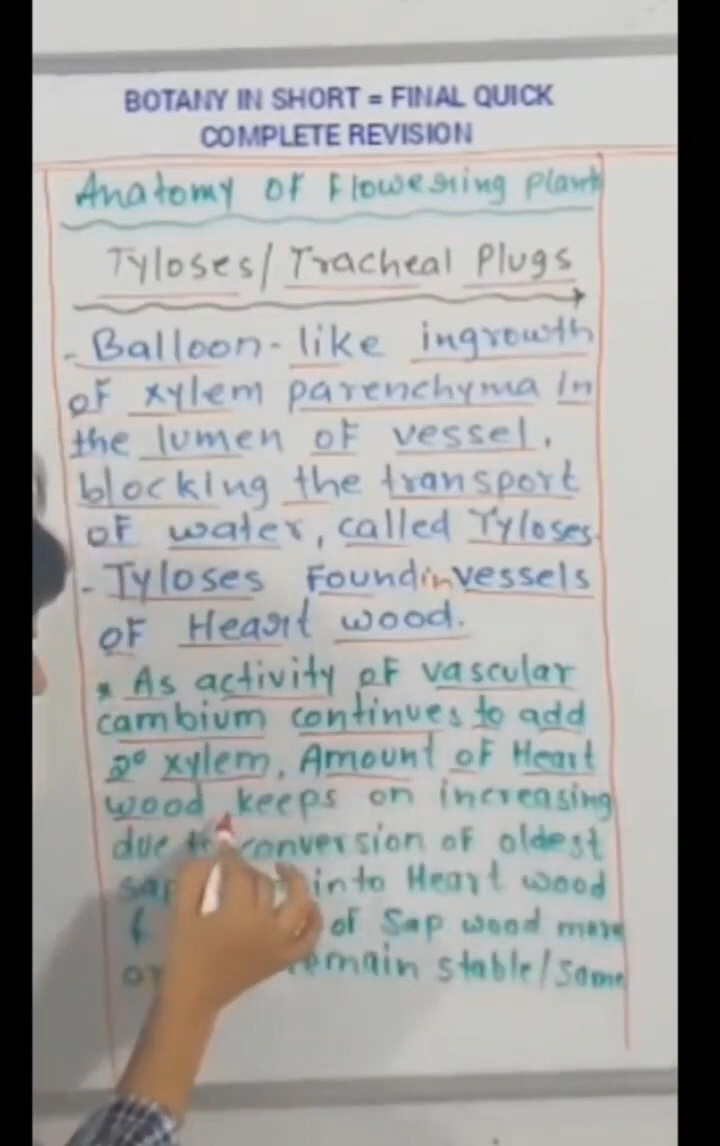 BOTANY IN SHORT = FINAL QUICK
COMPLETE REVISION
Anatomy of Flowering Plant
Tyloses/Tracheal Plugs
- Balloon-like ingrowth
of xylem parenchyma in
the lumen of vessel,
blocking the transport
of water, called Tyloses.
- Tyloses Found in vessels
of Heart wood.
* As activity of vascular
cambium continues to add
2° xylem, Amount of Heart
wood keeps on increasing
due to conversion of oldest
into Heart wood
of Sap wood more
remain stable/same